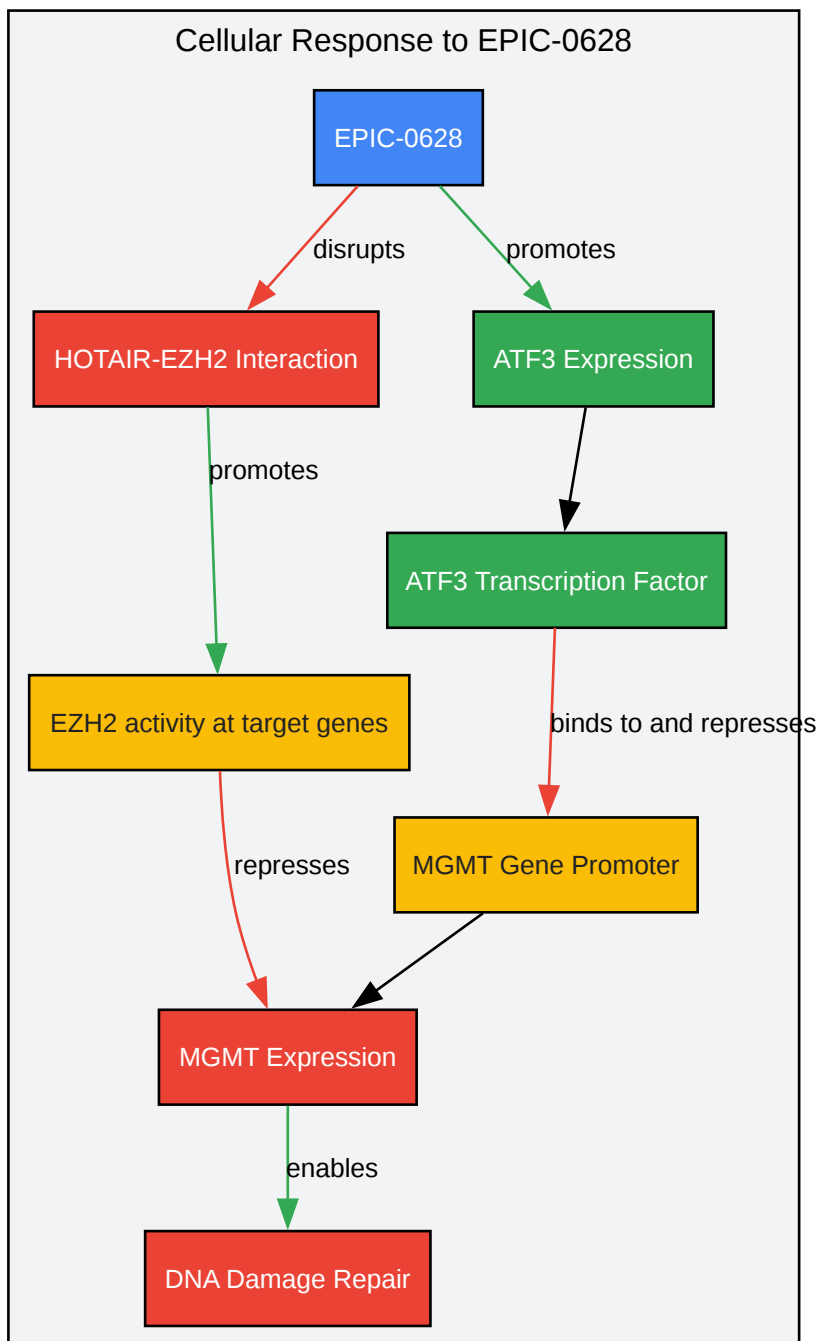 Cellular Response to EPIC-0628
EPIC-0628
disrupts
promotes
HOTAIR-EZH2 Interaction
ATF3 Expression
promotes
ATF3 Transcription Factor
EZH2 activity at target genes
binds to and represses
represses
MGMT Gene Promoter
MGMT Expression
enables
DNA Damage Repair